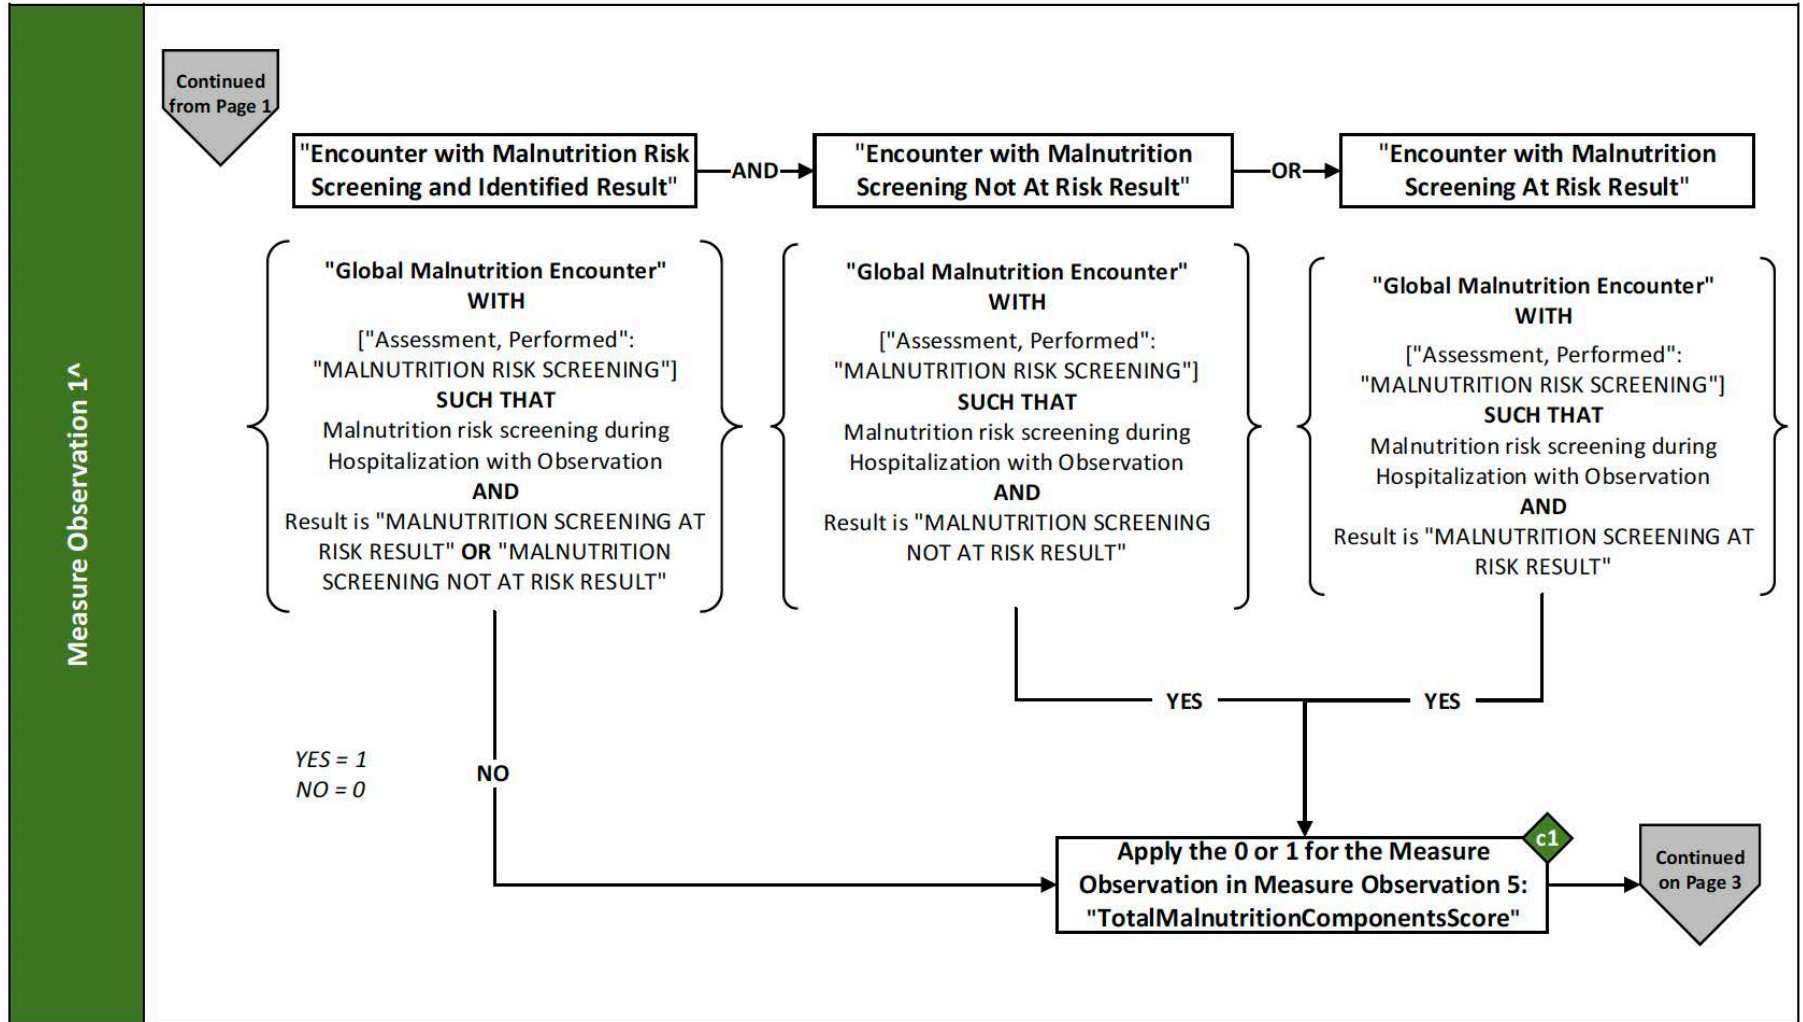 Measure Observation 1^
Continued
from Page 1
"Encounter with Malnutrition Risk
Screening and Identified Result"
AND
"Encounter with Malnutrition
Screening Not At Risk Result"
OR
"Encounter with Malnutrition
Screening At Risk Result"
"Global Malnutrition Encounter"
WITH
["Assessment, Performed":
"MALNUTRITION RISK SCREENING"]
SUCH THAT
Malnutrition risk screening during
Hospitalization with Observation
AND
Result is "MALNUTRITION SCREENING AT
RISK RESULT" OR "MALNUTRITION
SCREENING NOT AT RISK RESULT"
"Global Malnutrition Encounter"
WITH
["Assessment, Performed":
"MALNUTRITION RISK SCREENING"]
SUCH THAT
Malnutrition risk screening during
Hospitalization with Observation
AND
Result is "MALNUTRITION SCREENING
NOT AT RISK RESULT"
"Global Malnutrition Encounter"
WITH
["Assessment, Performed":
"MALNUTRITION RISK SCREENING"]
SUCH THAT
Malnutrition risk screening during
Hospitalization with Observation
AND
Result is "MALNUTRITION SCREENING AT
RISK RESULT"
YES
YES
YES = 1
NO = 0
NO
c1
Apply the 0 or 1 for the Measure
Observation in Measure Observation 5:
"TotalMalnutritionComponentsScore"
Continued
on Page 3